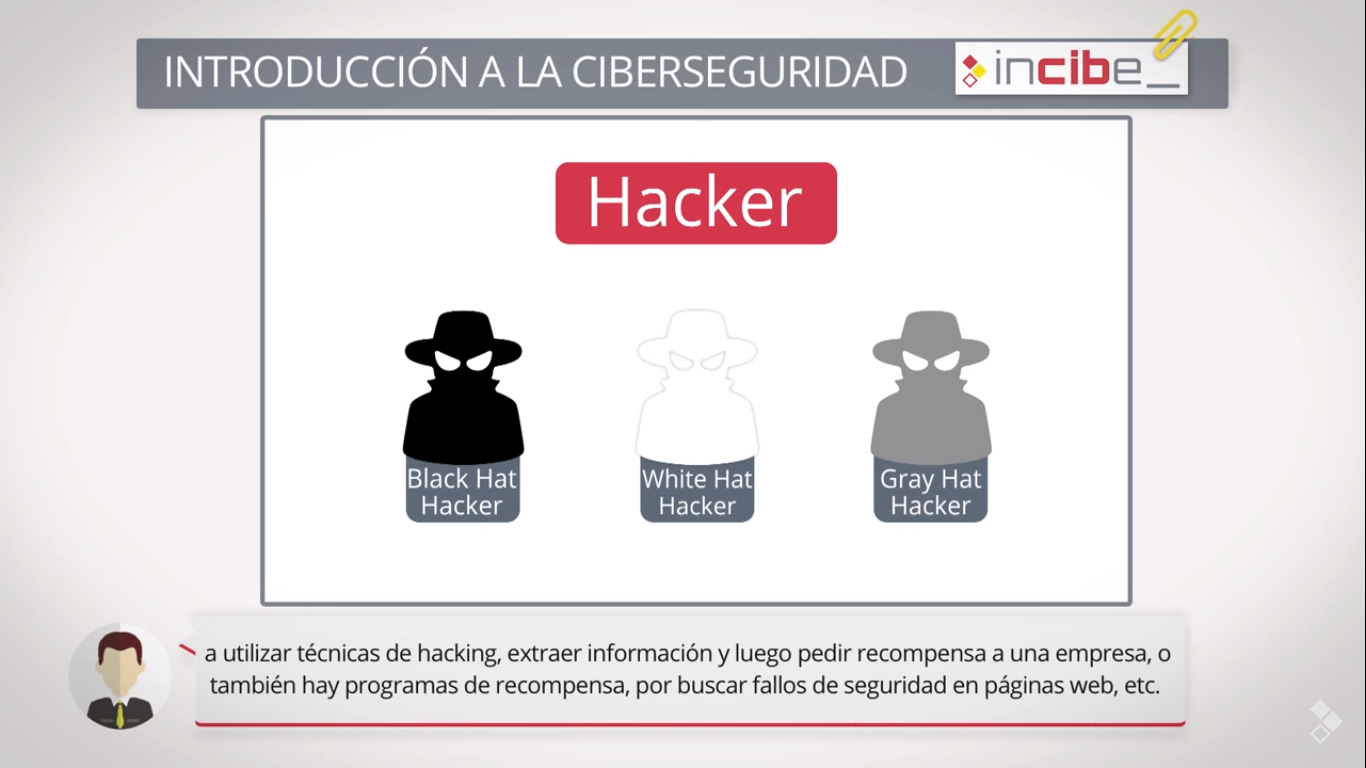 INTRODUCCIÓN A LA CIBERSEGURIDAD
incibe_
Hacker
Black Hat
Hacker
White Hat
Hacker
Gray Hat
Hacker
a utilizar técnicas de hacking, extraer información y luego pedir recompensa a una empresa, o
también hay programas de recompensa, por buscar fallos de seguridad en páginas web, etc.